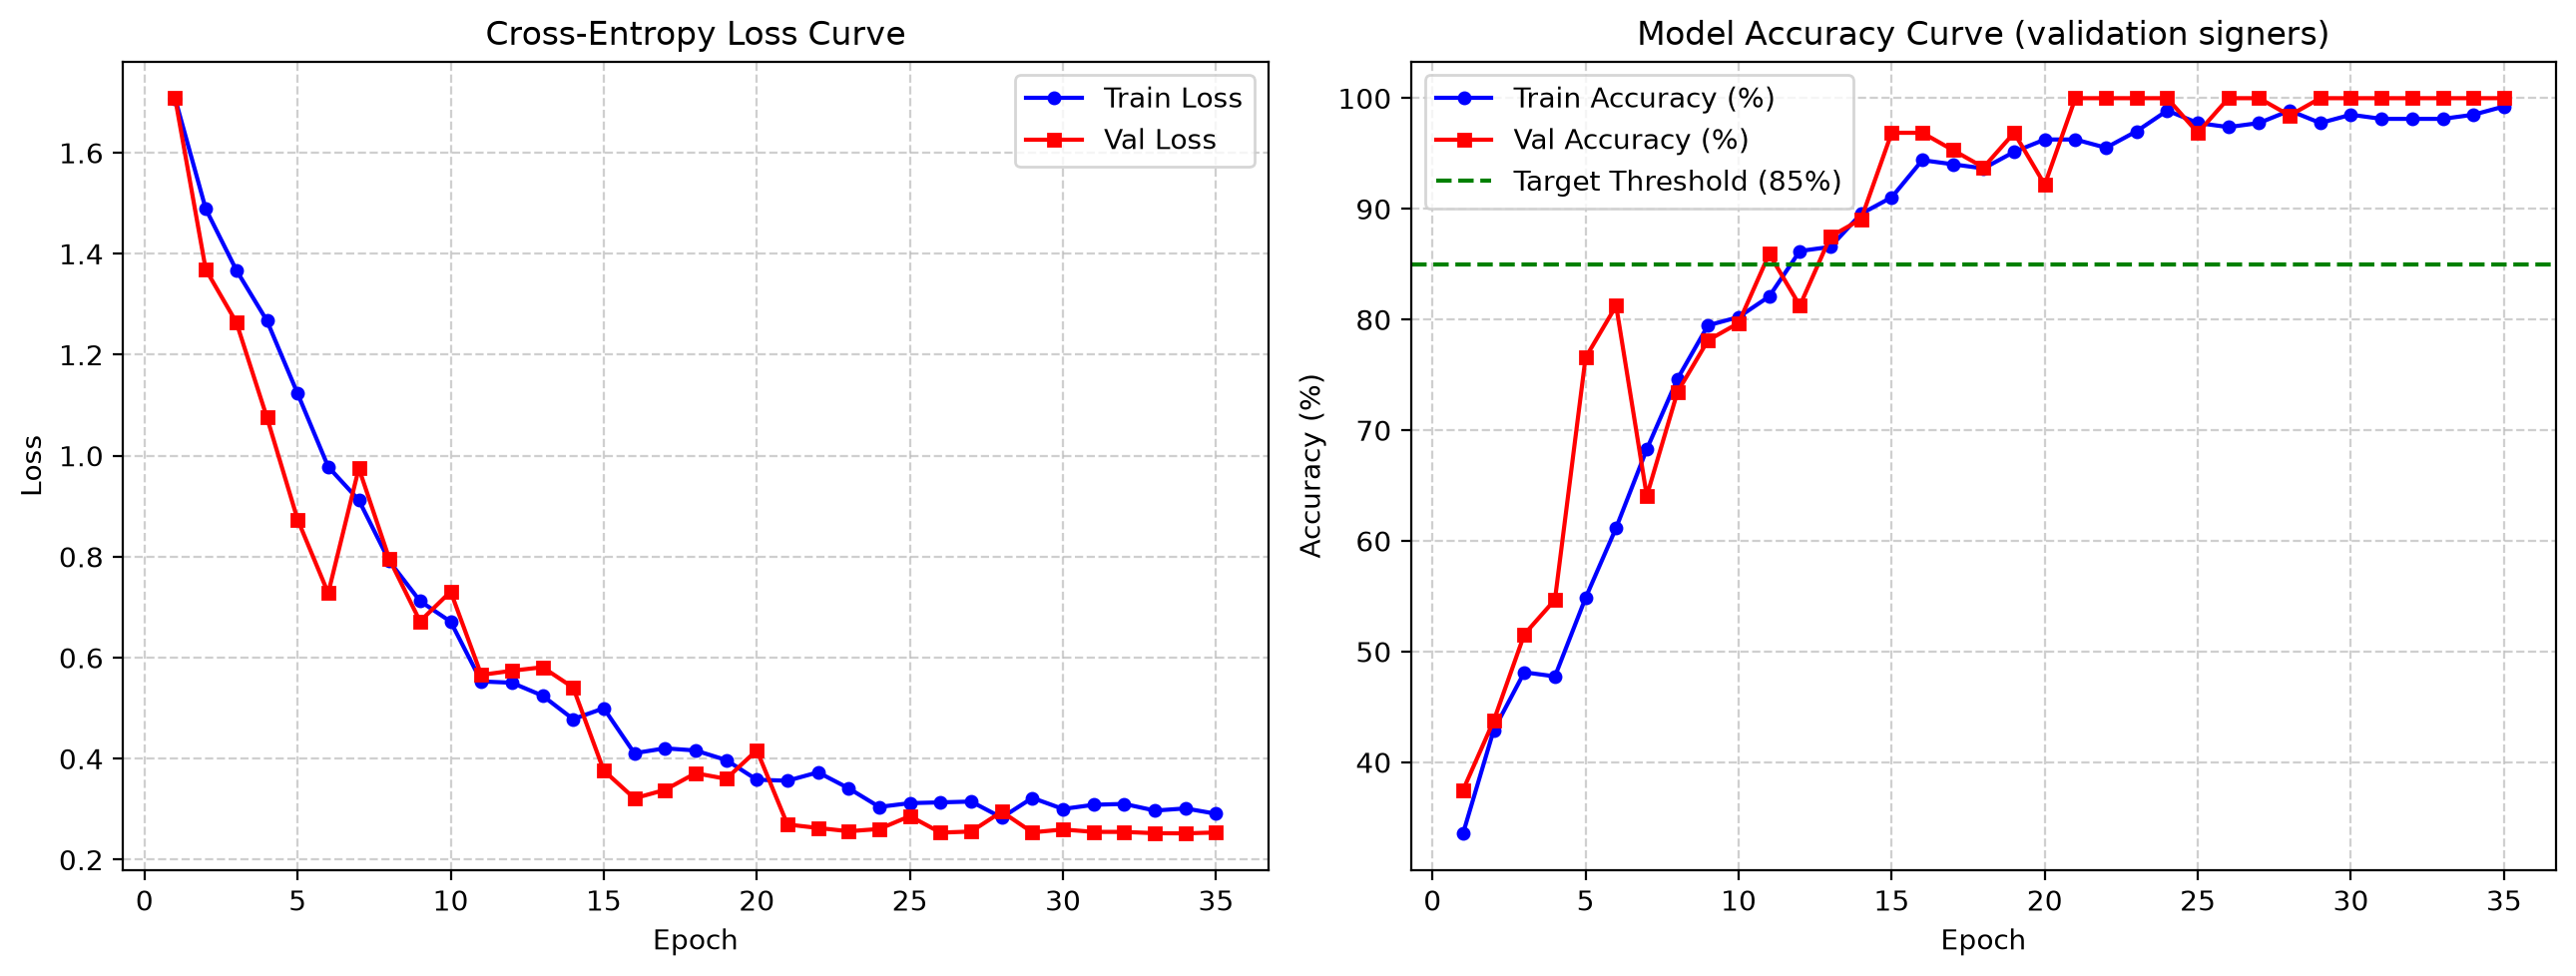 Cross-Entropy Loss Curve
Train Loss
Val Loss
1.6
1.4
1.2
1.0
0.8
0.6
0.4
0.2
Loss
0 5 10 15 20 25 30 35
Epoch
Model Accuracy Curve (validation signers)
Train Accuracy (%)
Val Accuracy (%)
Target Threshold (85%)
100
90
80
70
60
50
40
Accuracy (%)
0 5 10 15 20 25 30 35
Epoch